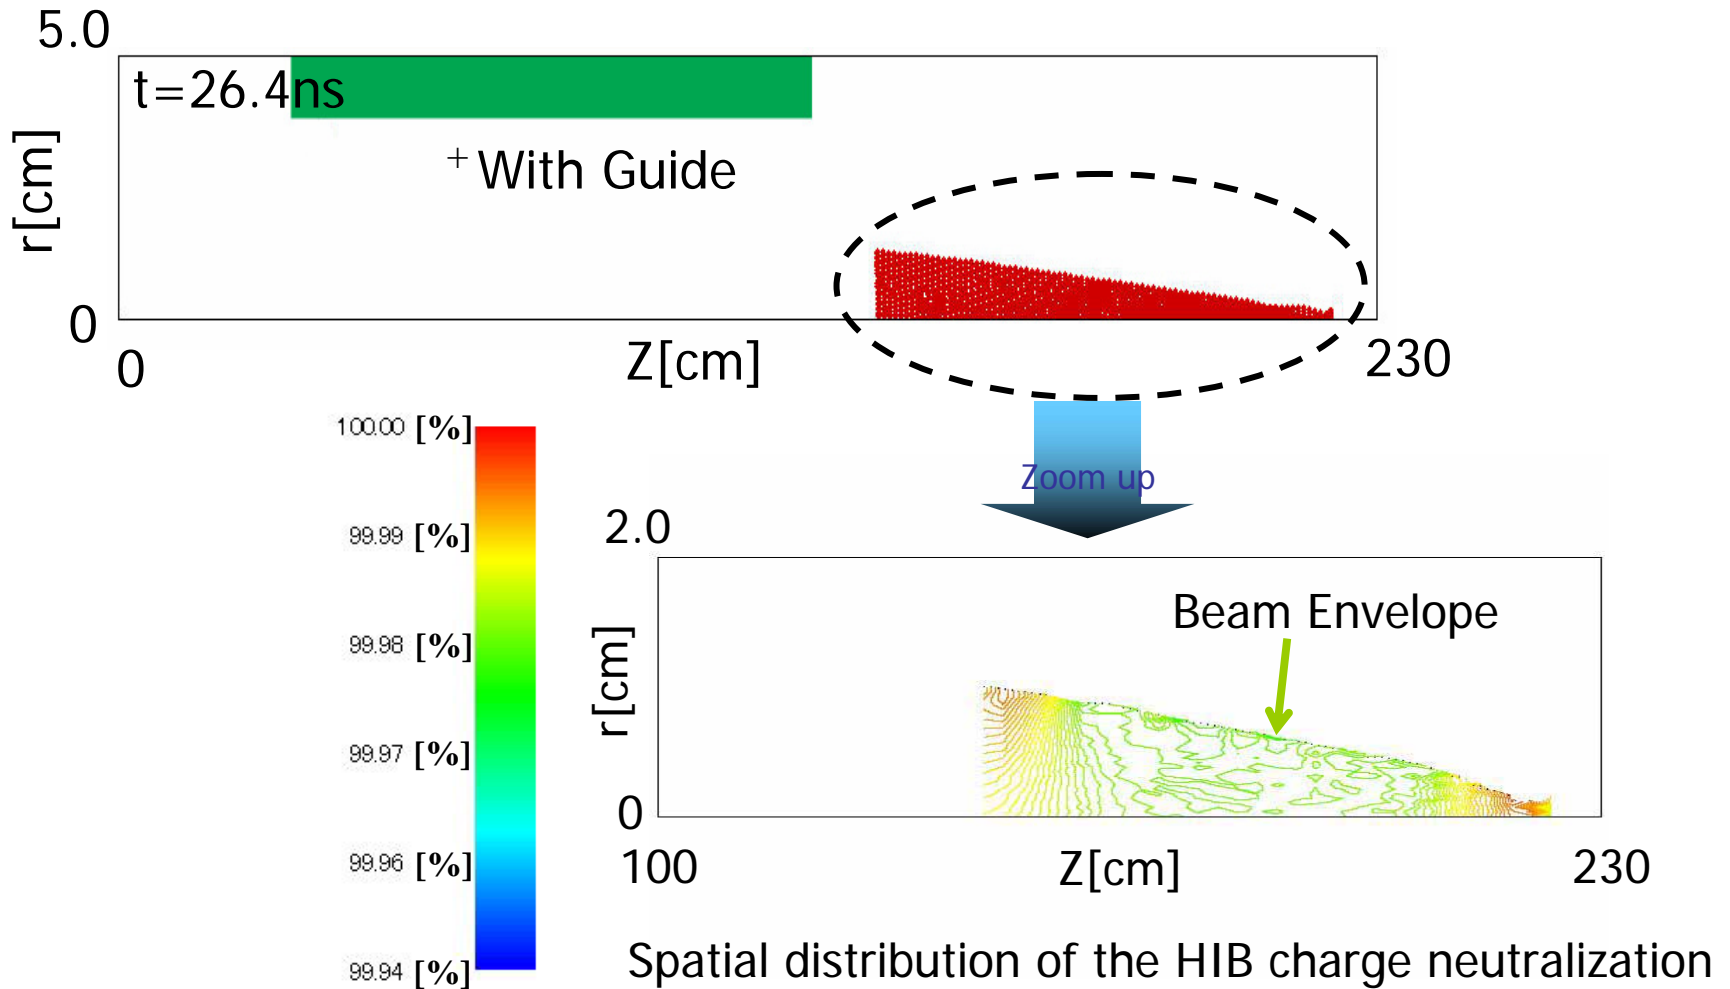 5.0
t=26.4ns
r[cm]
+ With Guide
0
0
Z[cm]
230
100.00 [%]
99.99 [%]
99.98 [%]
99.97 [%]
99.96 [%]
99.94 [%]
Zoom up
2.0
Beam Envelope
r[cm]
0
100
Z[cm]
230
Spatial distribution of the HIB charge neutralization